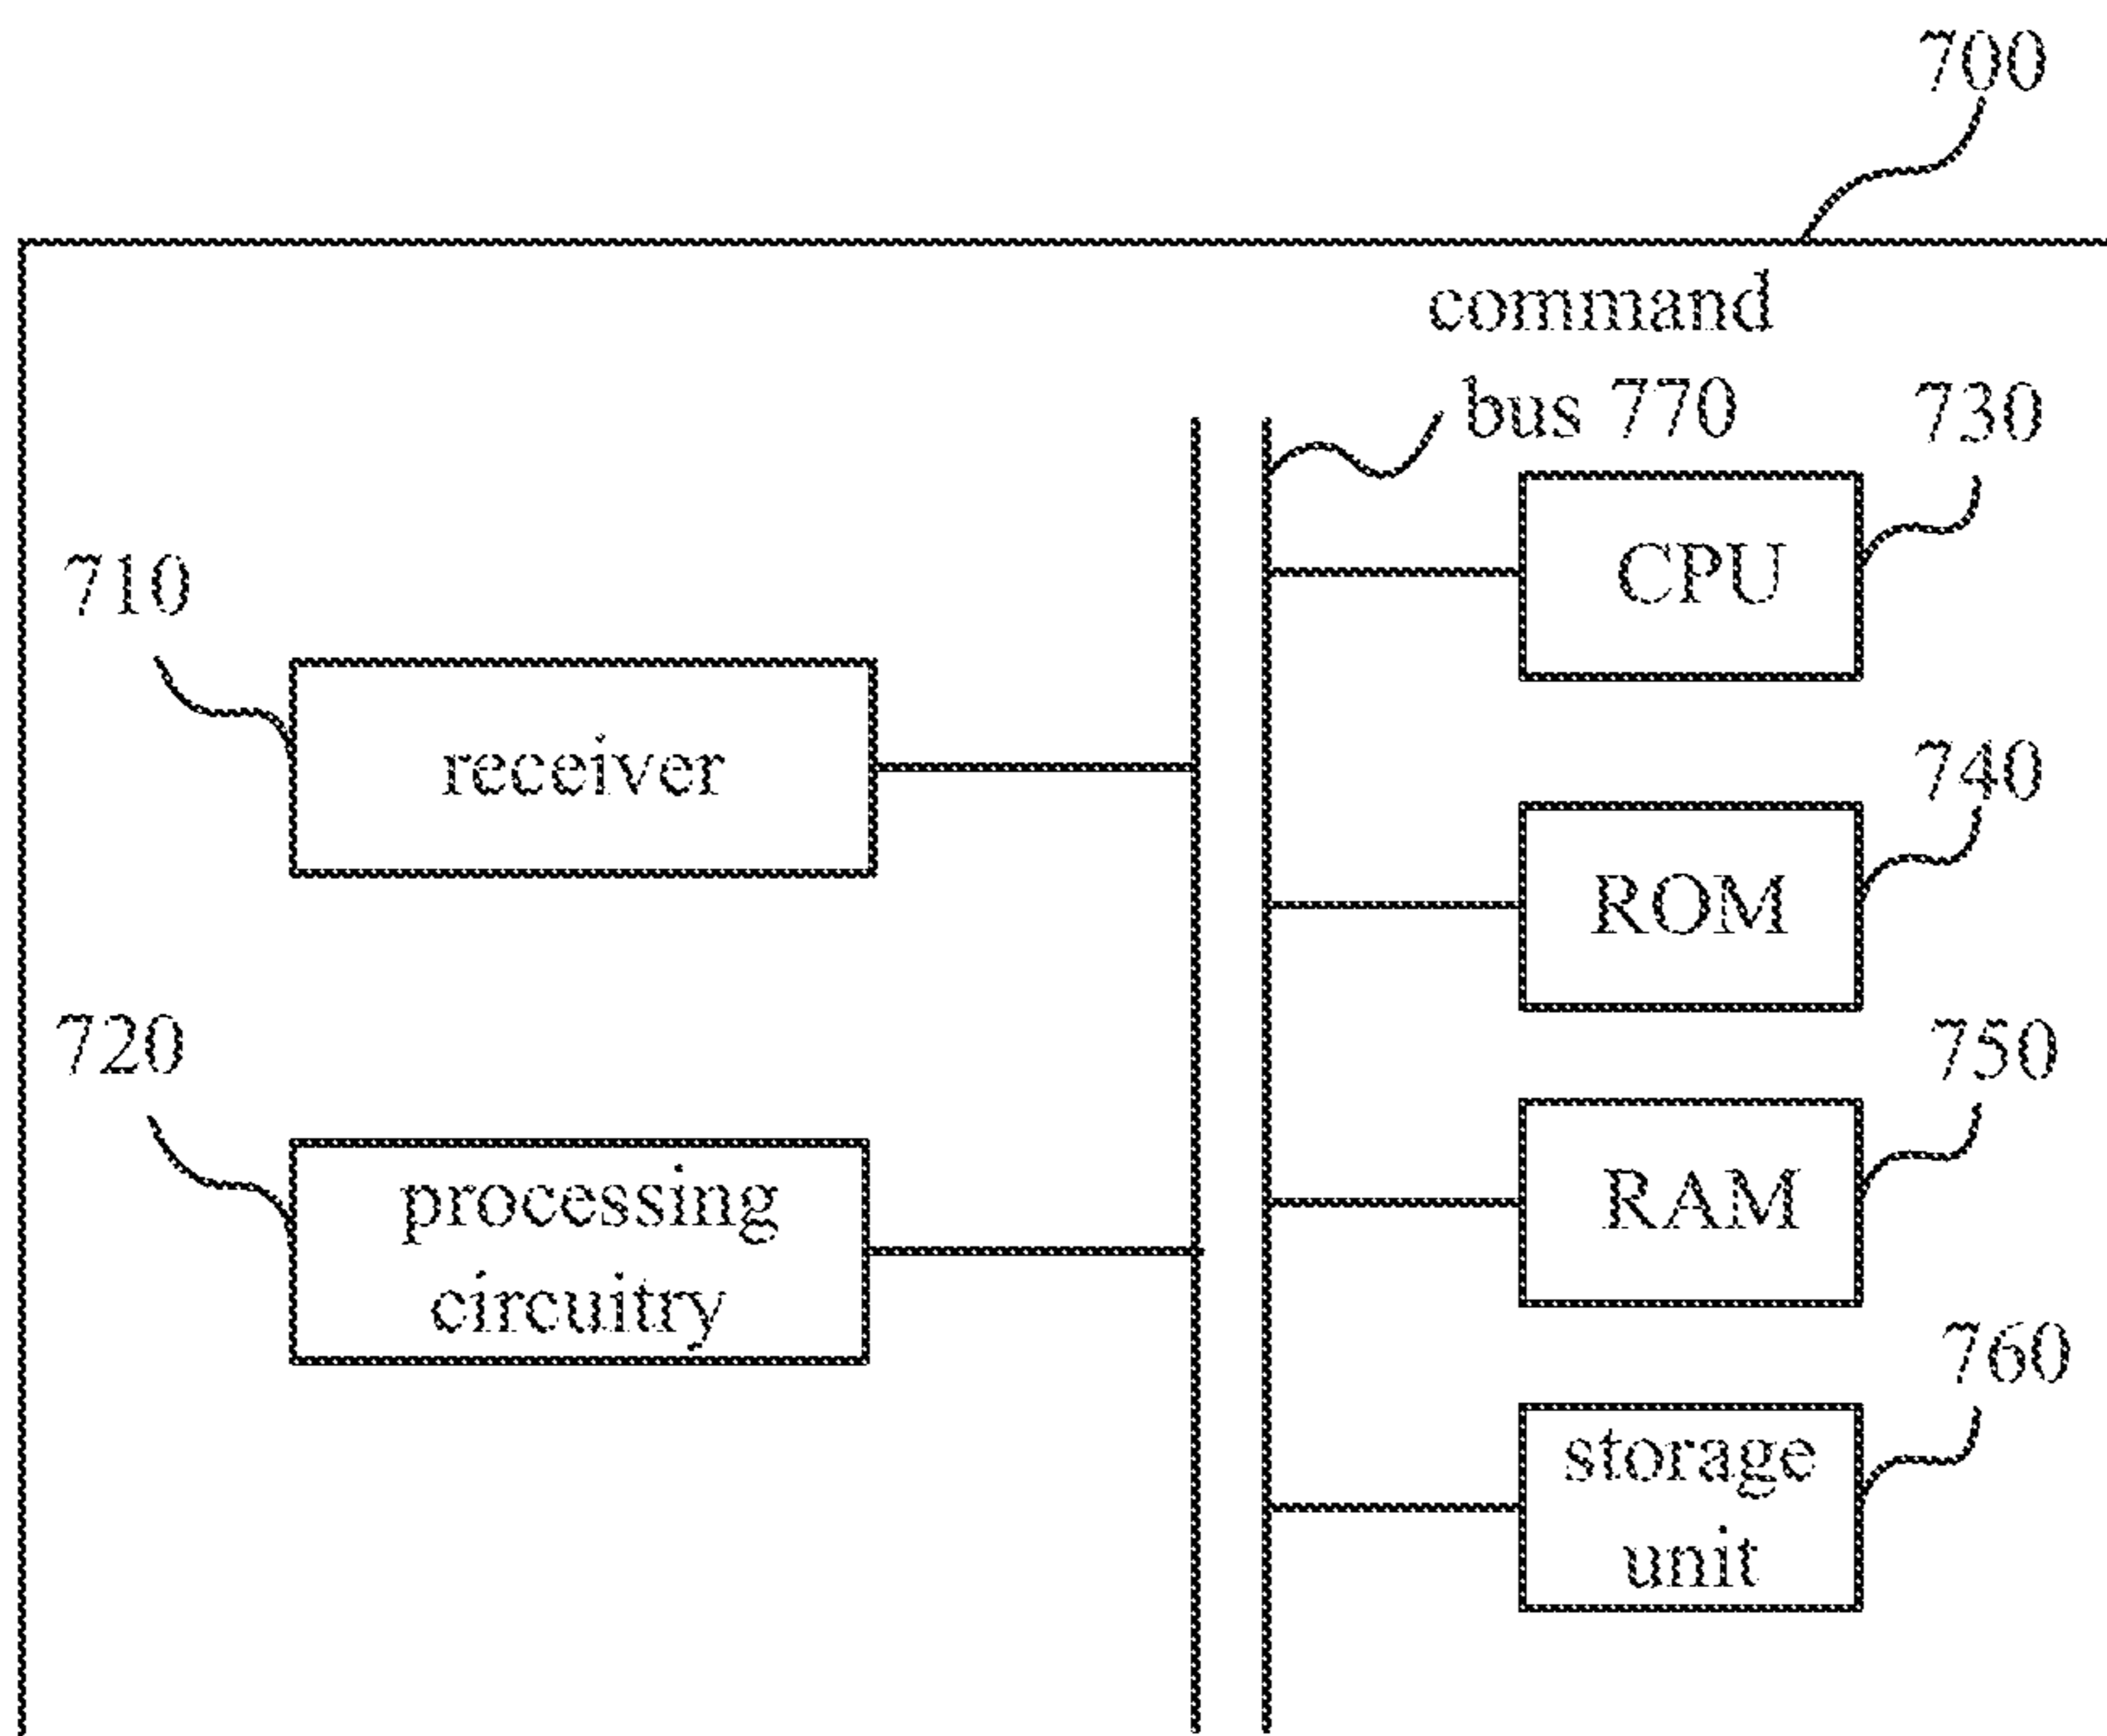 700
command
bus 770
730
CPU
710
receiver
740
ROM
720
processing
circuitry
750
RAM
760
storage
unit